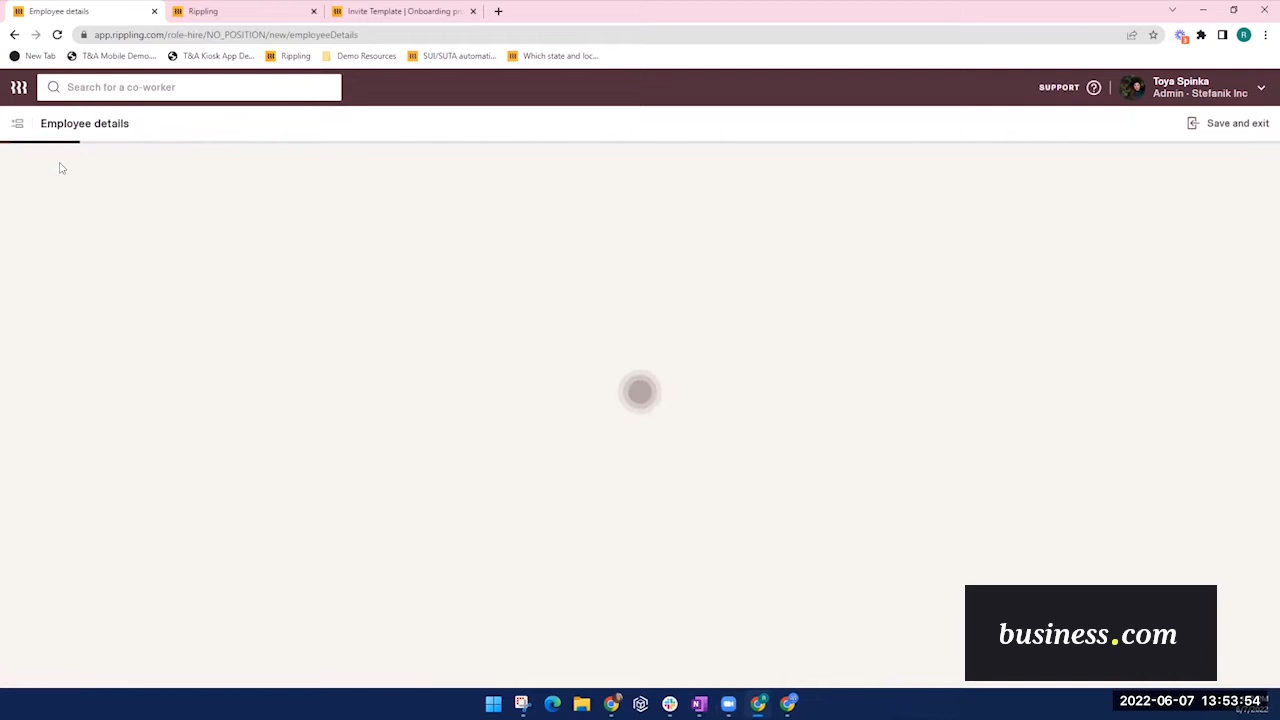 Employee details
Rippling
Invite Template | Onboarding pr
app.rippling.com/role-hire/NO_POSITION/new/employeeDetails
R
New Tab
T&A Mobile Demo...
T&A Kiosk App De...
Rippling
Demo Resources
SUI/SUTA automati...
Which state and loc...
Search for a co-worker
SUPPORT
Toya Spinka
Admin - Stefanik Inc
Employee details
Save and exit
business.com
2022-06-07 13:53:54